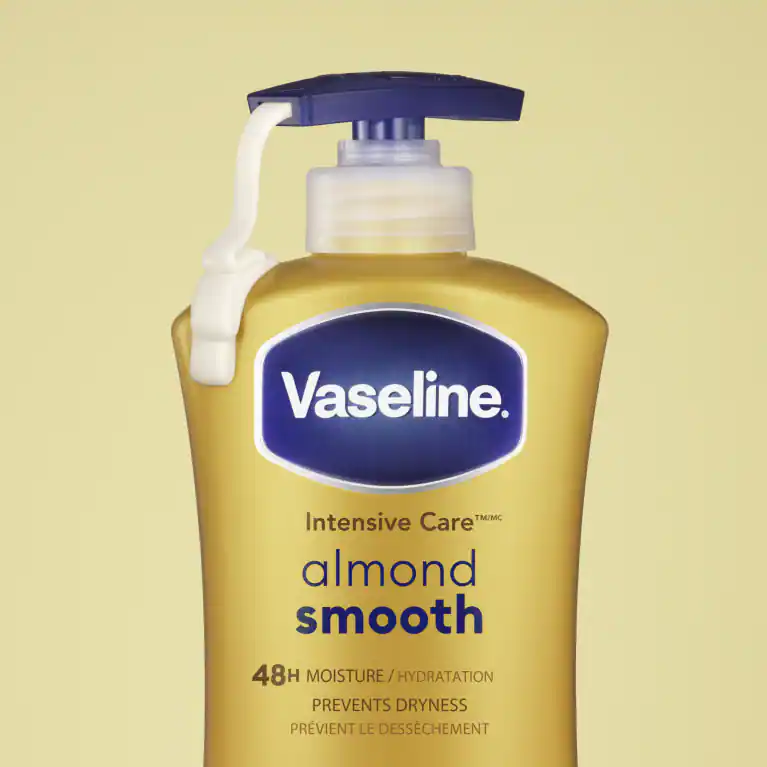 Vaseline.
Intensive Care™/MC
almond
smooth
48H MOISTURE / HYDRATATION
PREVENTS DRYNESS
PRÉVIENT LE DESSÈCHEMENT